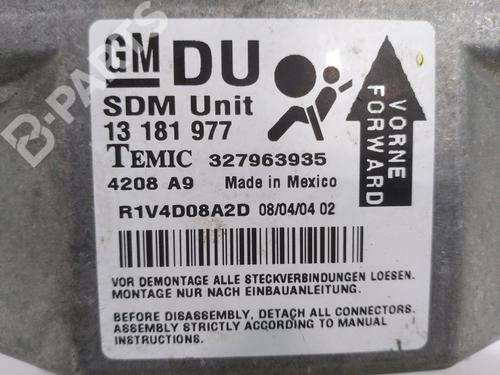 GM DU
SDM Unit
13 181 977
TEMIC 327963935
4208 A9 Made in Mexico
R1V4D08A2D 08/04/04 02
VORNE
FORWARD
VOR DEMONTAGE ALLE STECKVERBINDUNGEN LOESEN.
MONTAGE NUR NACH EINBAUANLEITUNG.
BEFORE DISASSEMBLY, DETACH ALL CONNECTORS.
ASSEMBLY STRICTLY ACCORDING TO MANUAL
INSTRUCTIONS.
B-PARTS